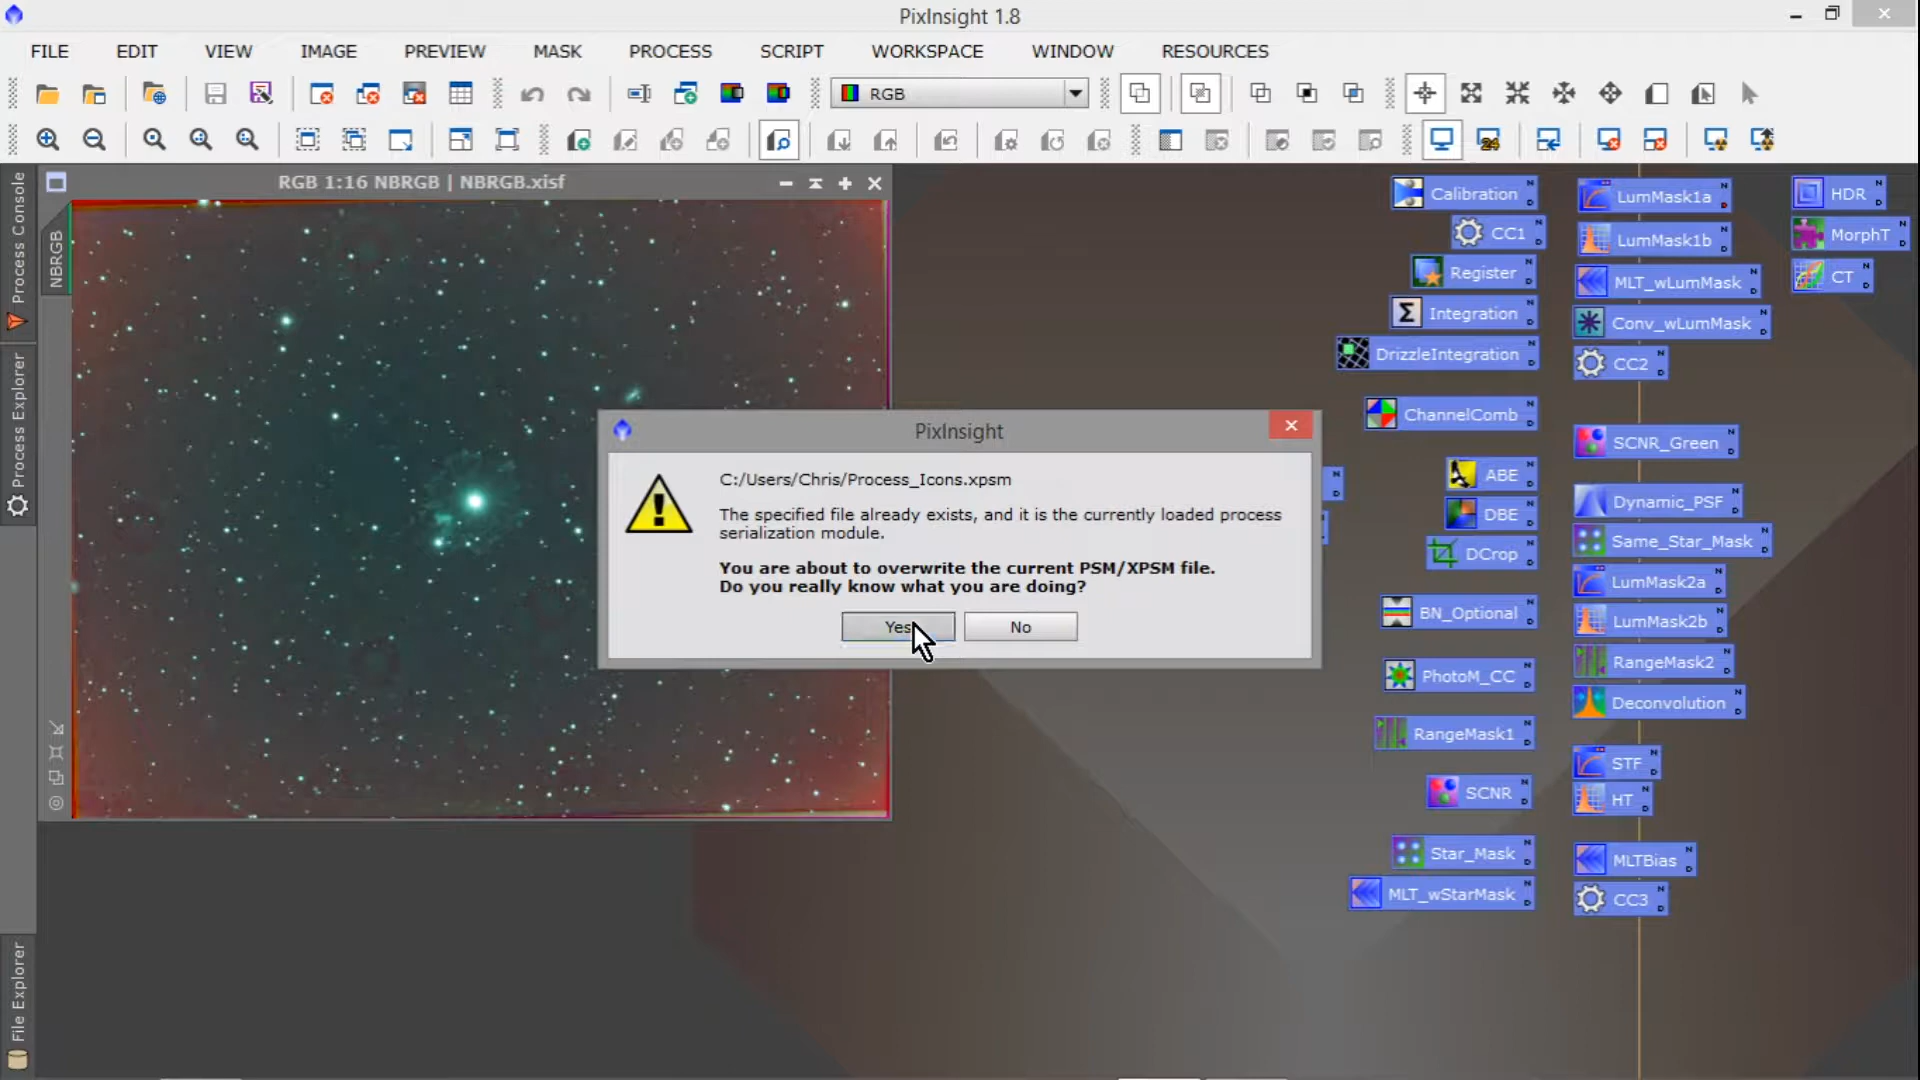 PixInsight 1.8
FILE EDIT VIEW IMAGE PREVIEW MASK PROCESS SCRIPT WORKSPACE WINDOW RESOURCES
RGB
24
Process Console
Process Explorer
File Explorer
RGB 1:16 NBRGB | NBRGB.xisf
NBRGB
PixInsight
C:/Users/Chris/Process_Icons.xpsm
The specified file already exists, and it is the currently loaded process
serialization module.
You are about to overwrite the current PSM/XPSM file.
Do you really know what you are doing?
Yes No
Calibration
CC1
Register
Integration
DrizzleIntegration
ChannelComb
ABE
DBE
DCrop
BN_Optional
PhotoM_CC
RangeMask1
SCNR
Star_Mask
MLT_wStarMask
LumMask1a
LumMask1b
MLT_wLumMask
Conv_wLumMask
CC2
SCNR_Green
Dynamic_PSF
Same_Star_Mask
LumMask2a
LumMask2b
RangeMask2
Deconvolution
STF
HT
MLTBias
CC3
HDR
MorphT
CT